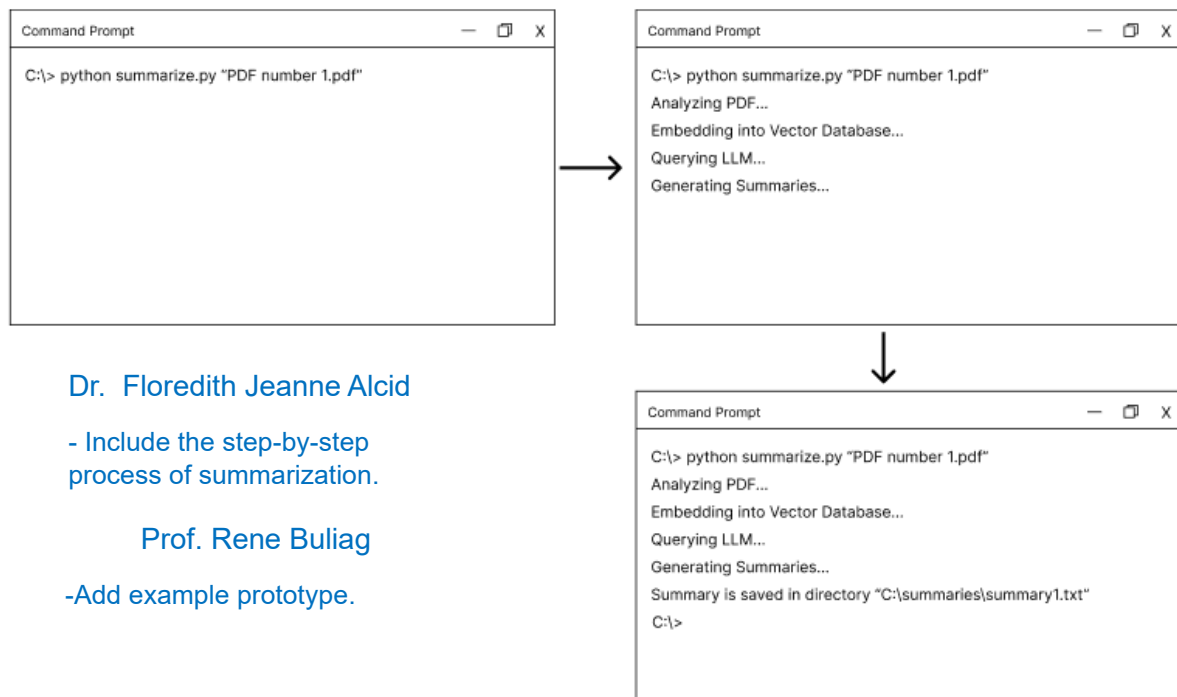 Command Prompt
C:\> python summarize.py “PDF number 1.pdf”
Command Prompt
C:\> python summarize.py “PDF number 1.pdf”
Analyzing PDF...
Embedding into Vector Database...
Querying LLM...
Generating Summaries...
Dr.  Floredith Jeanne Alcid
- Include the step-by-step
process of summarization.
Prof. Rene Buliag
-Add example prototype.
Command Prompt
C:\> python summarize.py “PDF number 1.pdf”
Analyzing PDF...
Embedding into Vector Database...
Querying LLM...
Generating Summaries...
Summary is saved in directory “C:\summaries\summary1.txt”
C:\>